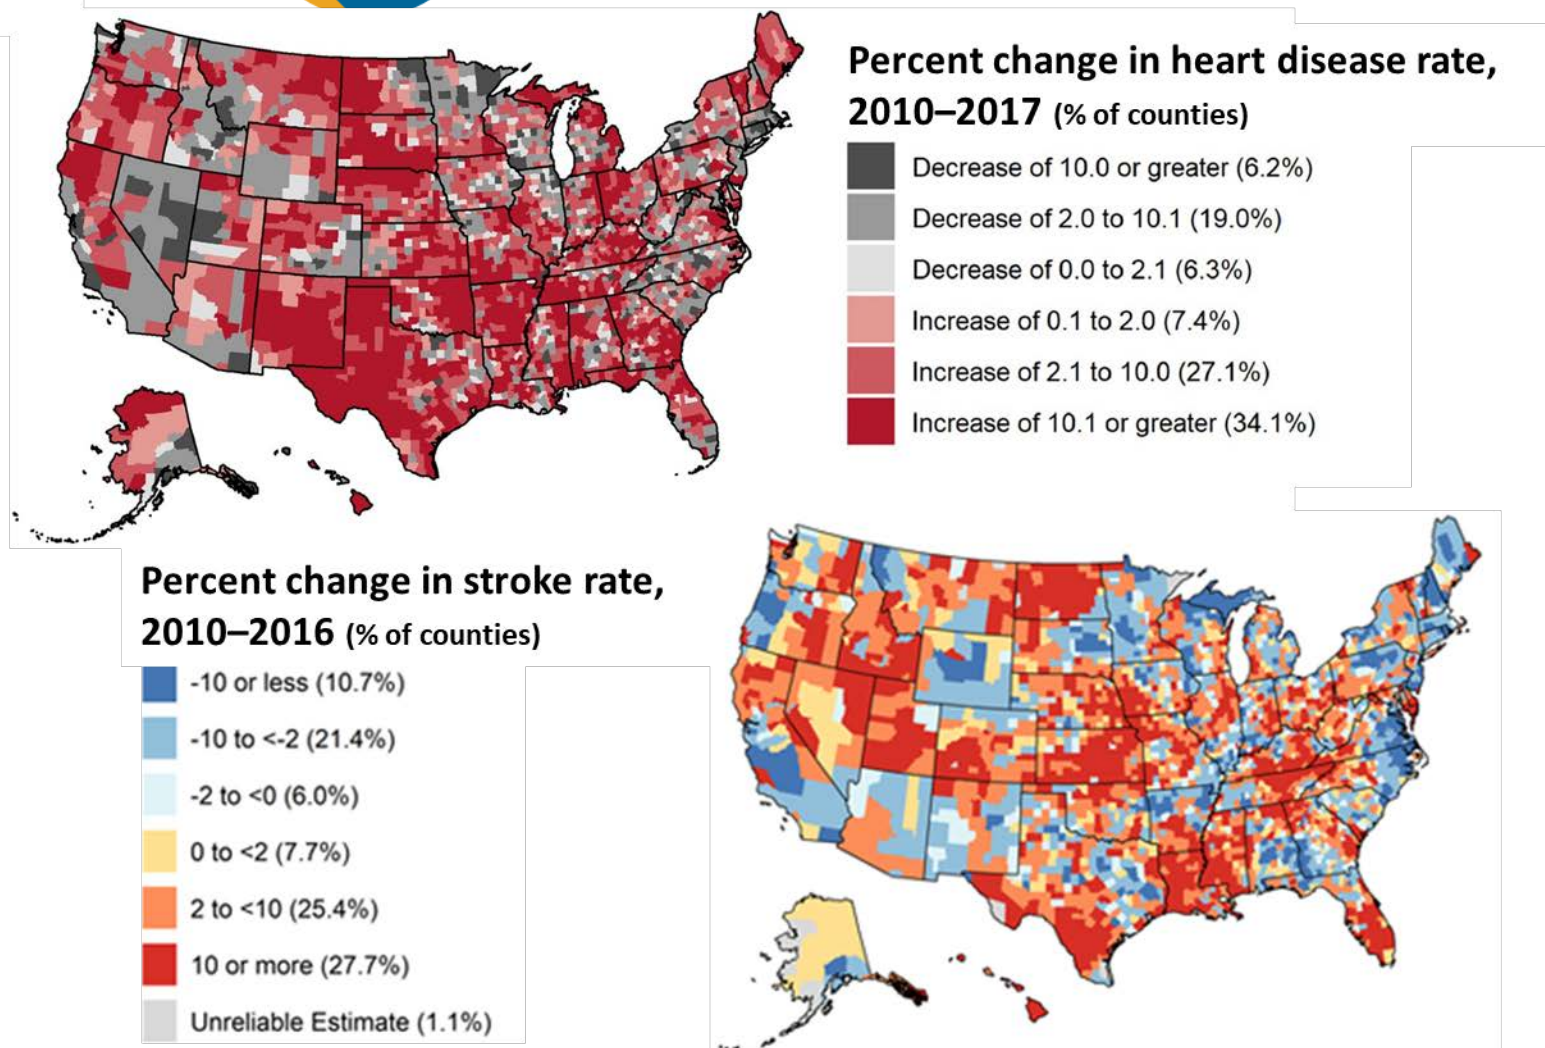 Percent change in heart disease rate,
2010–2017 (% of counties)
Decrease of 10.0 or greater (6.2%)
Decrease of 2.0 to 10.1 (19.0%)
Decrease of 0.0 to 2.1 (6.3%)
Increase of 0.1 to 2.0 (7.4%)
Increase of 2.1 to 10.0 (27.1%)
Increase of 10.1 or greater (34.1%)
Percent change in stroke rate,
2010–2016 (% of counties)
-10 or less (10.7%)
-10 to <-2 (21.4%)
-2 to <0 (6.0%)
0 to <2 (7.7%)
2 to <10 (25.4%)
10 or more (27.7%)
Unreliable Estimate (1.1%)